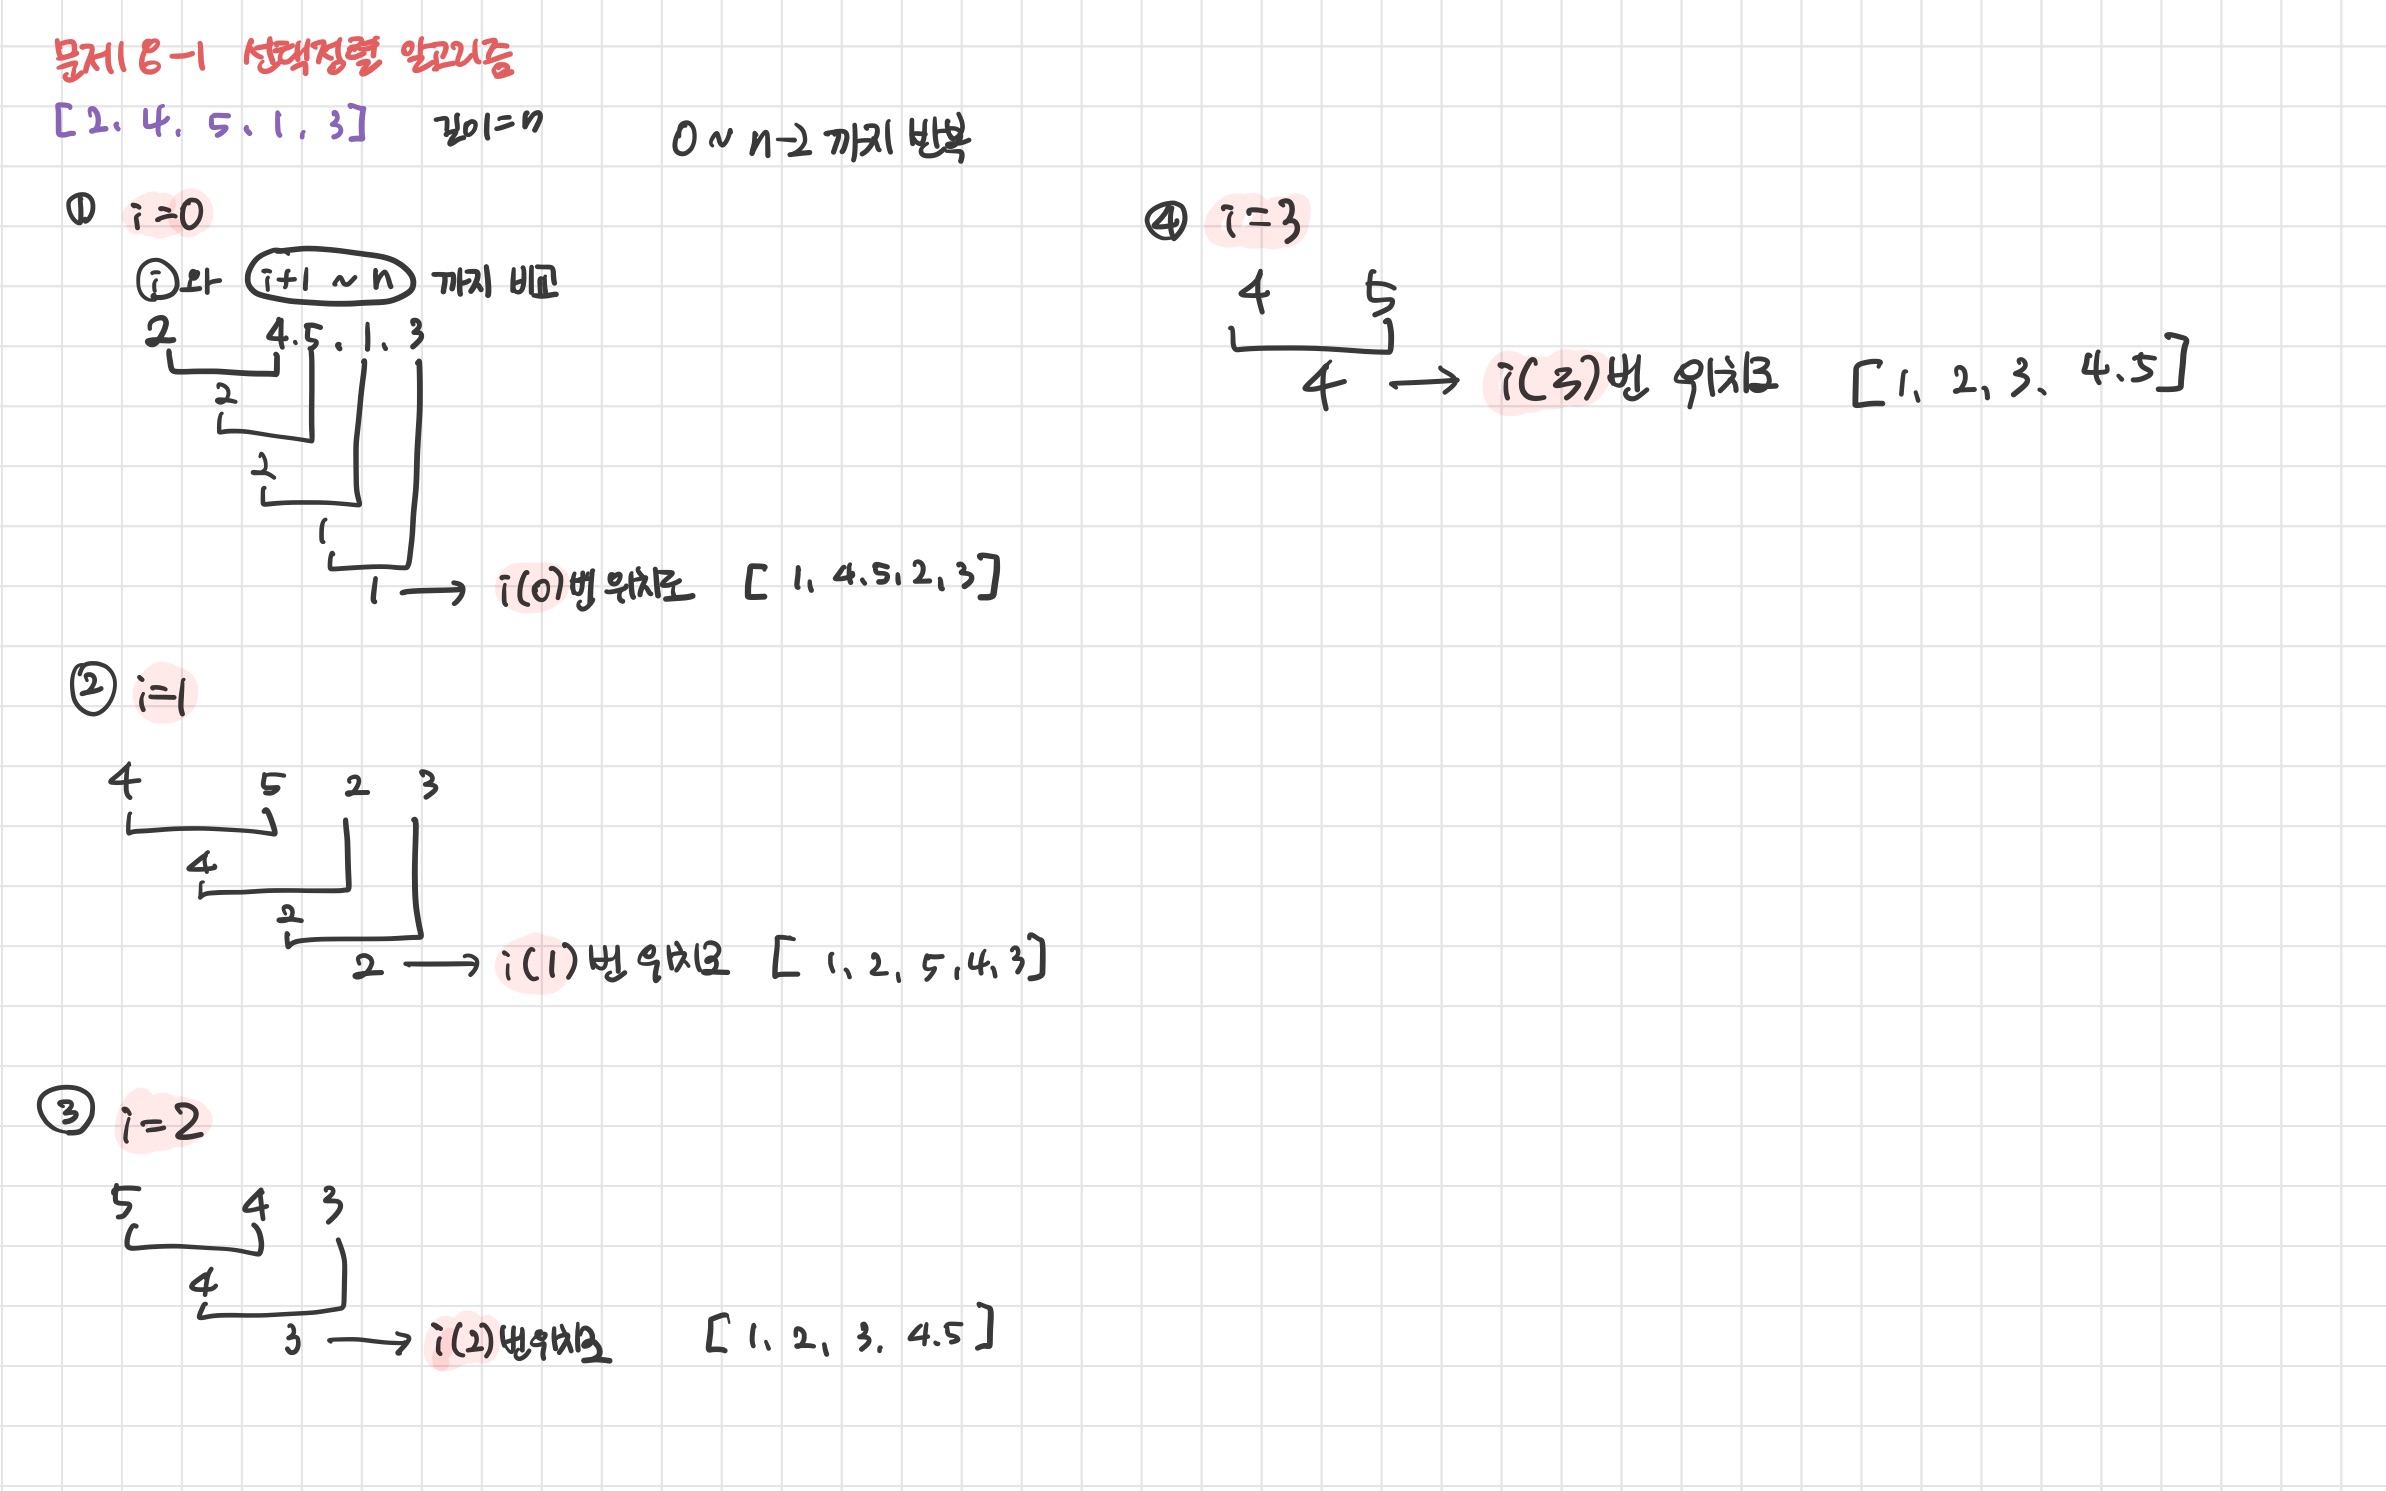 문제 8-1 선택정렬 알고리즘
[2, 4, 5, 1, 3] 길이=n 0 ~ n-2 까지 반복
① i=0
i 와 i+1 ~ n 까지 비교
2 4. 5. 1. 3
2
2
1
1 → i(0)번 위치로 [1, 4. 5. 2, 3]
② i=1
4 5 2 3
4
2
2 → i(1)번 위치로 [1, 2, 5, 4, 3]
③ i=2
5 4 3
4
3 → i(2)번 위치로 [1, 2, 3, 4.5]
④ i=3
4 5
4 → i(3)번 위치로 [1, 2, 3, 4.5]